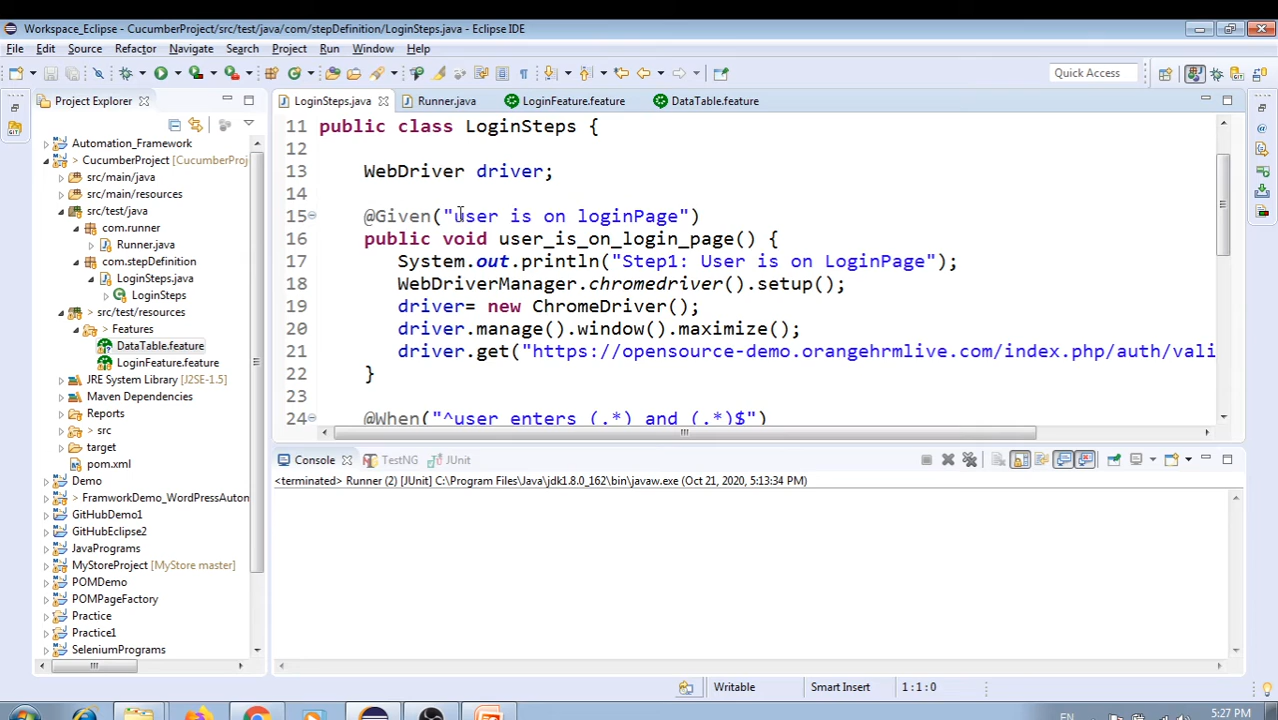 Workspace_Eclipse - CucumberProject/src/test/java/com/stepDefinition/LoginSteps.java - Eclipse IDE
File Edit Source Refactor Navigate Search Project Run Window Help
Quick Access
Project Explorer
LoginSteps.java Runner.java LoginFeature.feature DataTable.feature
Automation_Framework
> CucumberProject [CucumberProj
src/main/java
src/main/resources
src/test/java
com.runner
Runner.java
com.stepDefinition
LoginSteps.java
LoginSteps
src/test/resources
Features
DataTable.feature
LoginFeature.feature
JRE System Library [J2SE-1.5]
Maven Dependencies
Reports
src
target
pom.xml
Demo
> FramworkDemo_WordPressAuton
GitHubDemo1
GitHubEclipse2
JavaPrograms
MyStoreProject [MyStore master]
POMDemo
POMPageFactory
Practice
Practice1
SeleniumPrograms
11 public class LoginSteps {
12
13 WebDriver driver;
14
15 @Given("user is on loginPage")
16 public void user_is_on_login_page() {
17 System.out.println("Step1: User is on LoginPage");
18 WebDriverManager.chromedriver().setup();
19 driver= new ChromeDriver();
20 driver.manage().window().maximize();
21 driver.get("https://opensource-demo.orangehrmlive.com/index.php/auth/vali
22 }
23
24 @When("^user enters (.*) and (.*)$")
Console TestNG JUnit
<terminated> Runner (2) [JUnit] C:\Program Files\Java\jdk1.8.0_162\bin\javaw.exe (Oct 21, 2020, 5:13:34 PM)
Writable Smart Insert 1 : 1 : 0
EN 5:27 PM